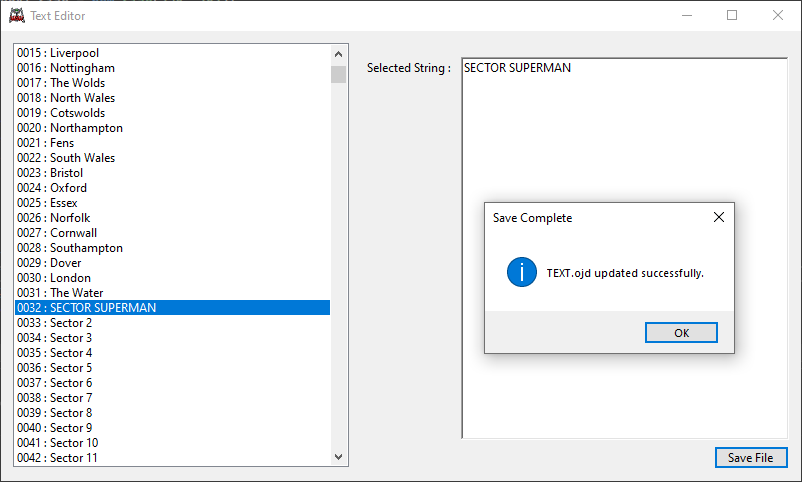 Text Editor
0015 : Liverpool
0016 : Nottingham
0017 : The Wolds
0018 : North Wales
0019 : Cotswolds
0020 : Northampton
0021 : Fens
0022 : South Wales
0023 : Bristol
0024 : Oxford
0025 : Essex
0026 : Norfolk
0027 : Cornwall
0028 : Southampton
0029 : Dover
0030 : London
0031 : The Water
0032 : SECTOR SUPERMAN
0033 : Sector 2
0034 : Sector 3
0035 : Sector 4
0036 : Sector 5
0037 : Sector 6
0038 : Sector 7
0039 : Sector 8
0040 : Sector 9
0041 : Sector 10
0042 : Sector 11
Selected String :
SECTOR SUPERMAN
Save Complete
TEXT.ojd updated successfully.
OK
Save File